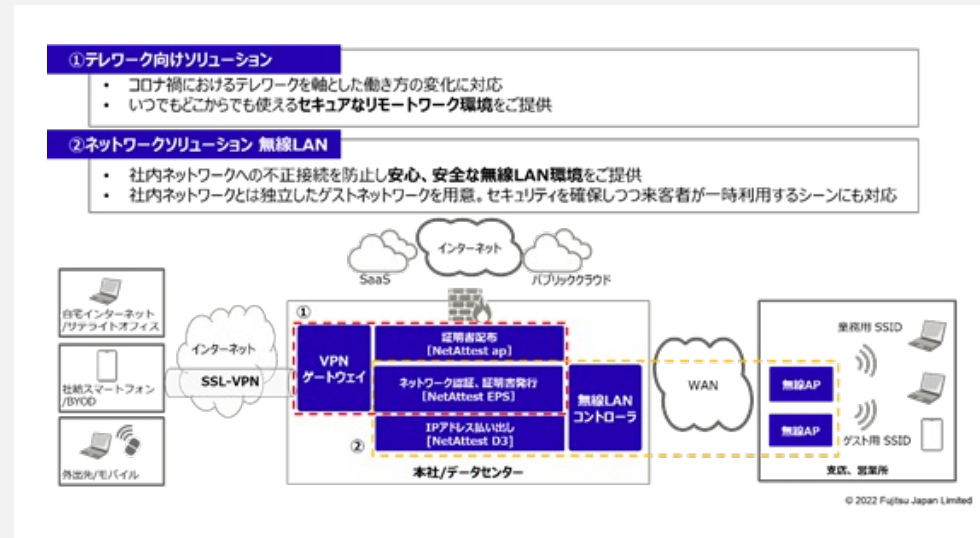 ①テレワーク向けソリューション
• コロナ禍におけるテレワークを軸とした働き方の変化に対応
• いつでもどこからでも使えるセキュアなリモートワーク環境をご提供
②ネットワークソリューション 無線LAN
• 社内ネットワークへの不正接続を防止し安心、安全な無線LAN環境をご提供
• 社内ネットワークとは独立したゲストネットワークを用意。セキュリティを確保しつつ来客者が一時利用するシーンにも対応
インターネット
SaaS
パブリッククラウド
自宅インターネット
/サテライトオフィス
社給スマートフォン
/BYOD
外出先/モバイル
インターネット
SSL-VPN
①
VPN
ゲートウェイ
証明書配布
[NetAttest ap]
ネットワーク認証、証明書発行
[NetAttest EPS]
IPアドレス払い出し
[NetAttest D3]
②
無線LAN
コントローラ
本社/データセンター
WAN
業務用 SSID
無線AP
無線AP
ゲスト用 SSID
支店、営業所
© 2022 Fujitsu Japan Limited